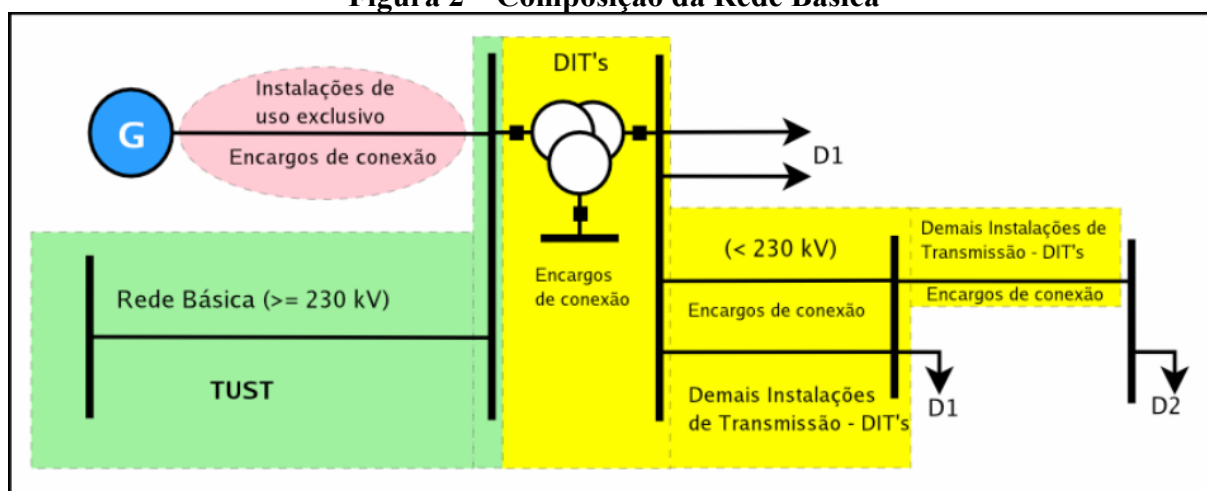 Figura 2 – Composição da Rede Básica
DIT's
Instalações de
uso exclusivo
G
Encargos de conexão
D1
Encargos
de conexão
Rede Básica (>= 230 kV)
TUST
(< 230 kV)
Encargos de conexão
Demais Instalações
de Transmissão - DIT's
D1
Demais Instalações de
Transmissão - DIT's
Encargos de conexão
D2